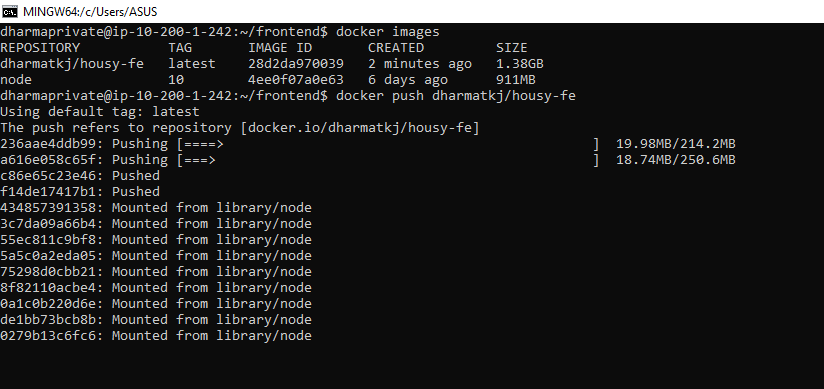 MINGW64:/c/Users/ASUS
dharmaprivate@ip-10-200-1-242:~/frontend$ docker images
REPOSITORY TAG IMAGE ID CREATED SIZE
dharmatkj/housy-fe latest 28d2da970039 2 minutes ago 1.38GB
node 10 4ee0f07a0e63 6 days ago 911MB
dharmaprivate@ip-10-200-1-242:~/frontend$ docker push dharmatkj/housy-fe
Using default tag: latest
The push refers to repository [docker.io/dharmatkj/housy-fe]
236aae4ddb99: Pushing [====> ] 19.98MB/214.2MB
a616e058c65f: Pushing [===> ] 18.74MB/250.6MB
c86e65c23e46: Pushed
f14de17417b1: Pushed
434857391358: Mounted from library/node
3c7da09a66b4: Mounted from library/node
55ec811c9bf8: Mounted from library/node
5a5c0a2eda05: Mounted from library/node
75298d0cbb21: Mounted from library/node
8f82110acbe4: Mounted from library/node
0a1c0b220d6e: Mounted from library/node
de1bb73bcb8b: Mounted from library/node
0279b13c6fc6: Mounted from library/node